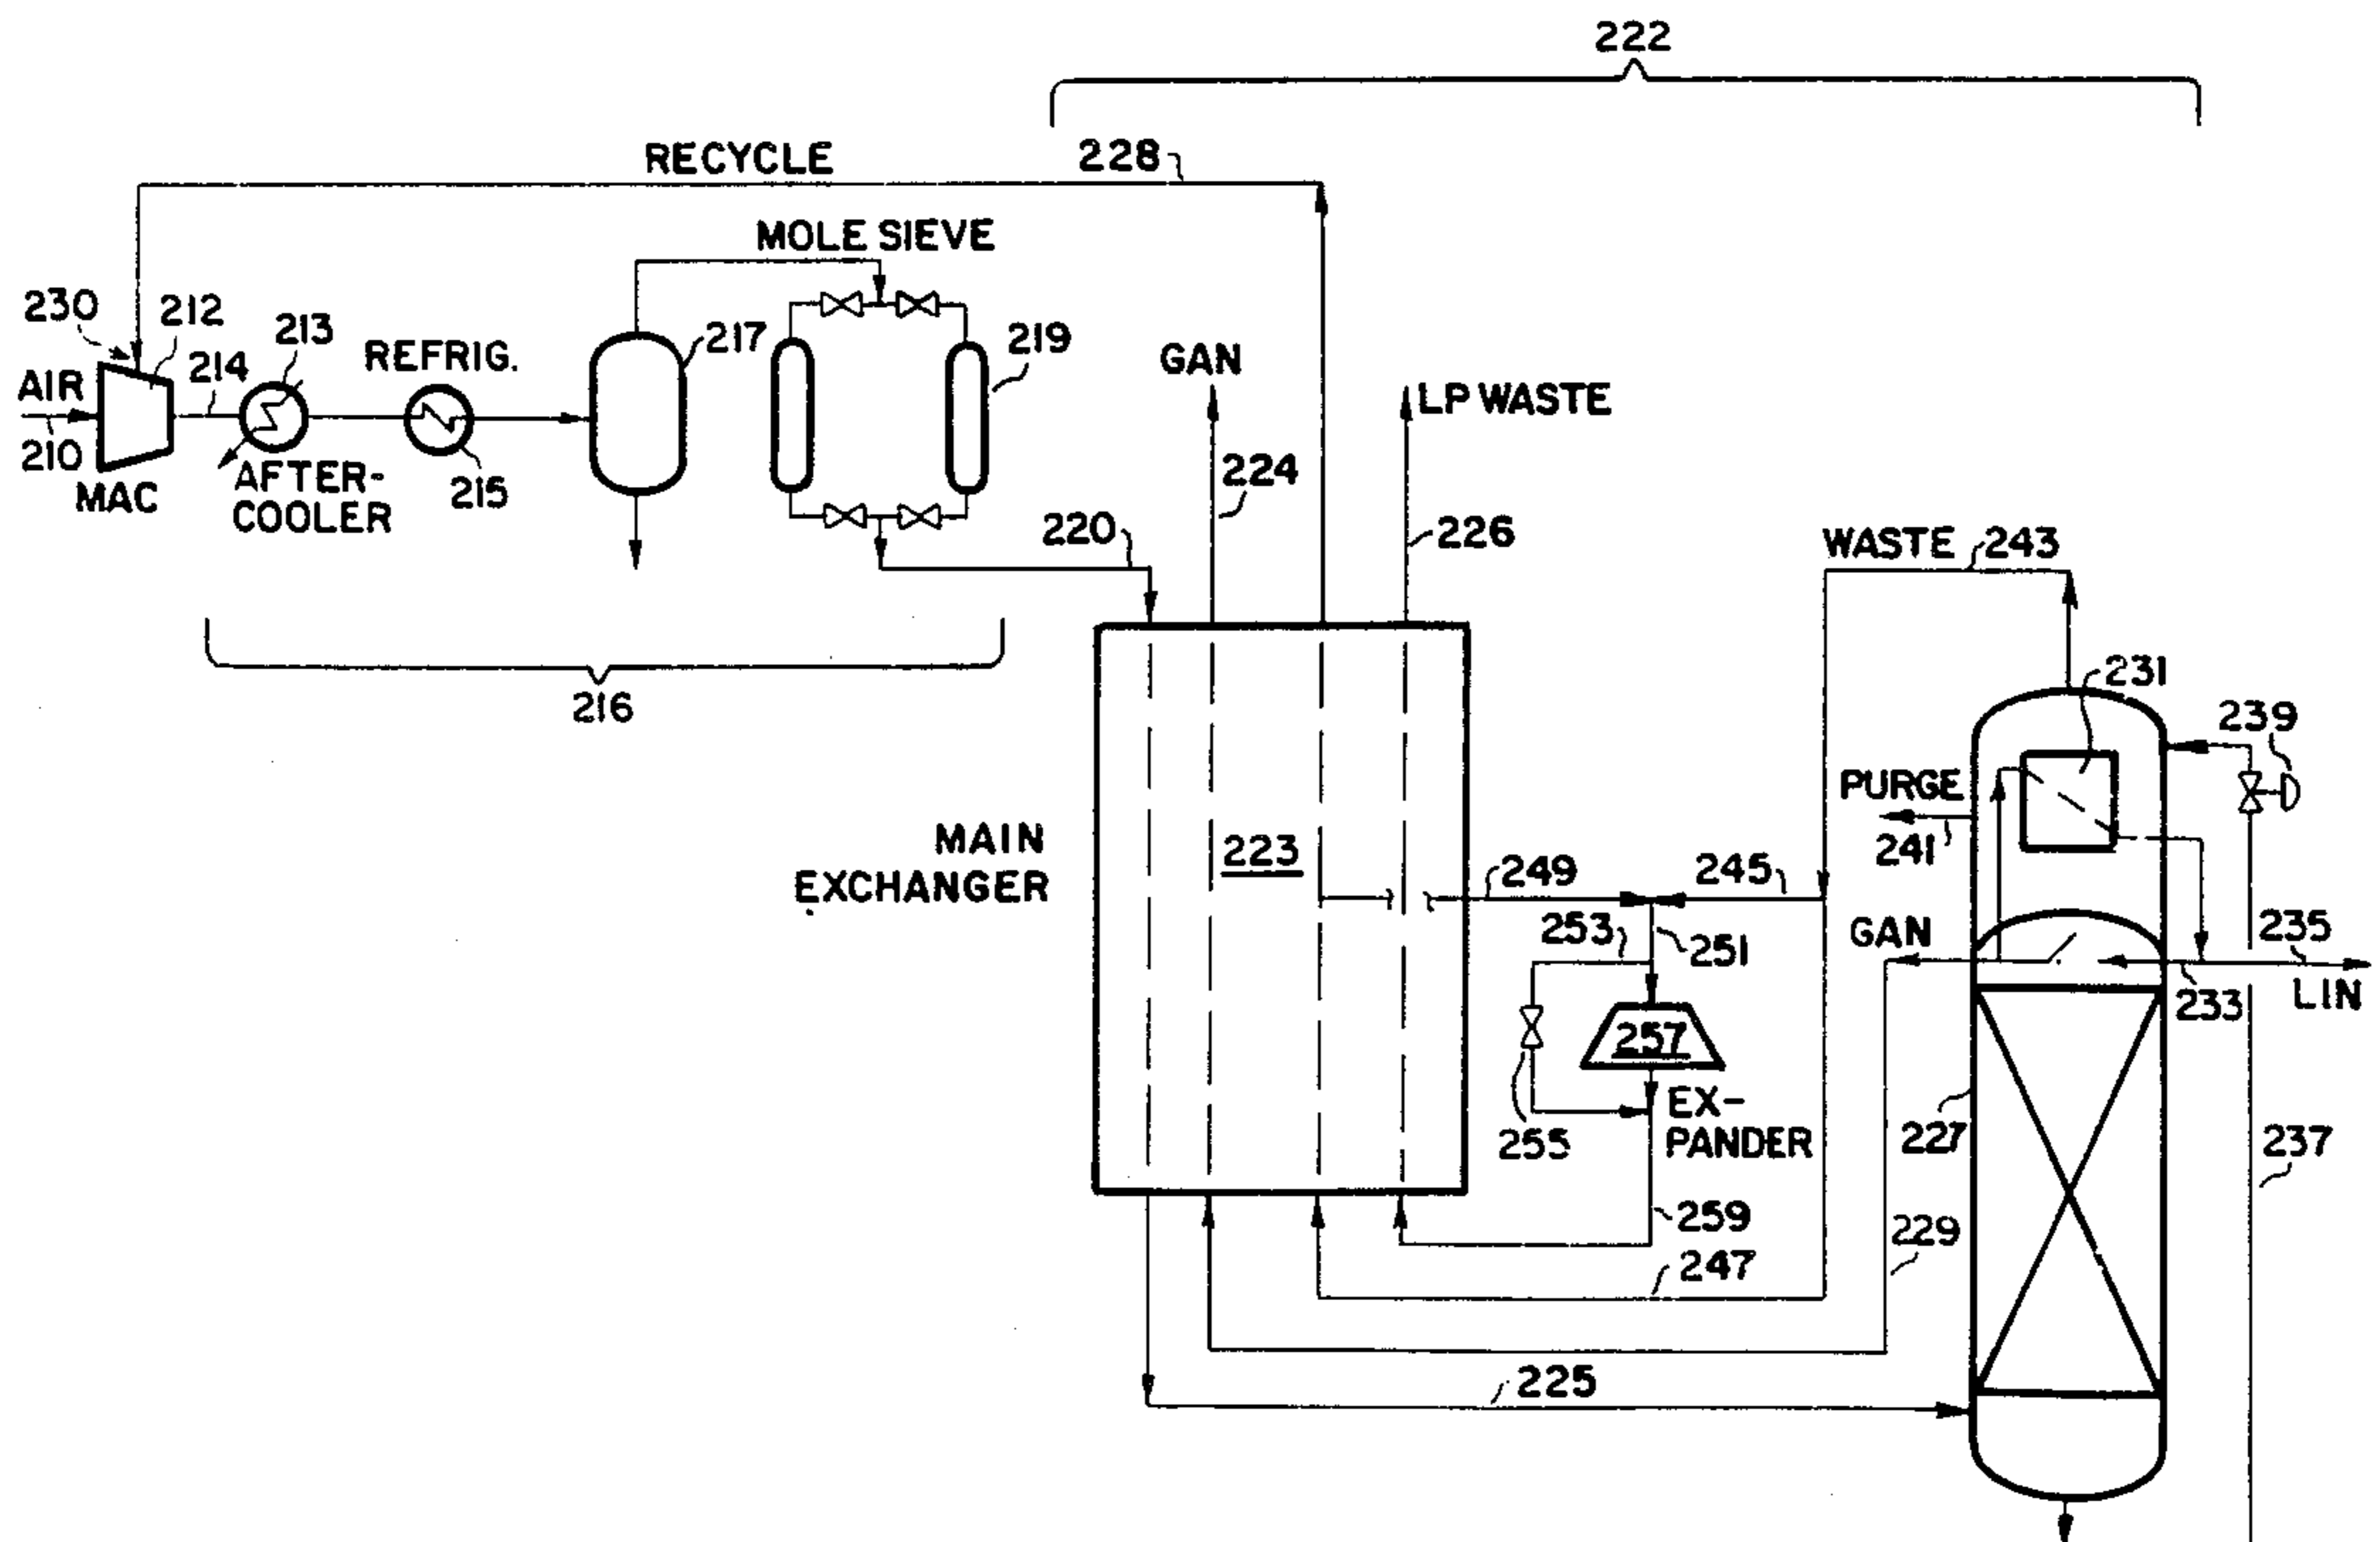 222
RECYCLE
228
MOLE SIEVE
230
212
213
214
REFRIG.
217
219
AIR
210
MAC
AFTER-
COOLER
215
GAN
LP WASTE
224
226
220
216
WASTE
243
231
239
PURGE
241
MAIN
EXCHANGER
223
249
245
253
251
GAN
235
LIN
233
257
EX-
PANDER
255
227
237
259
229
247
225